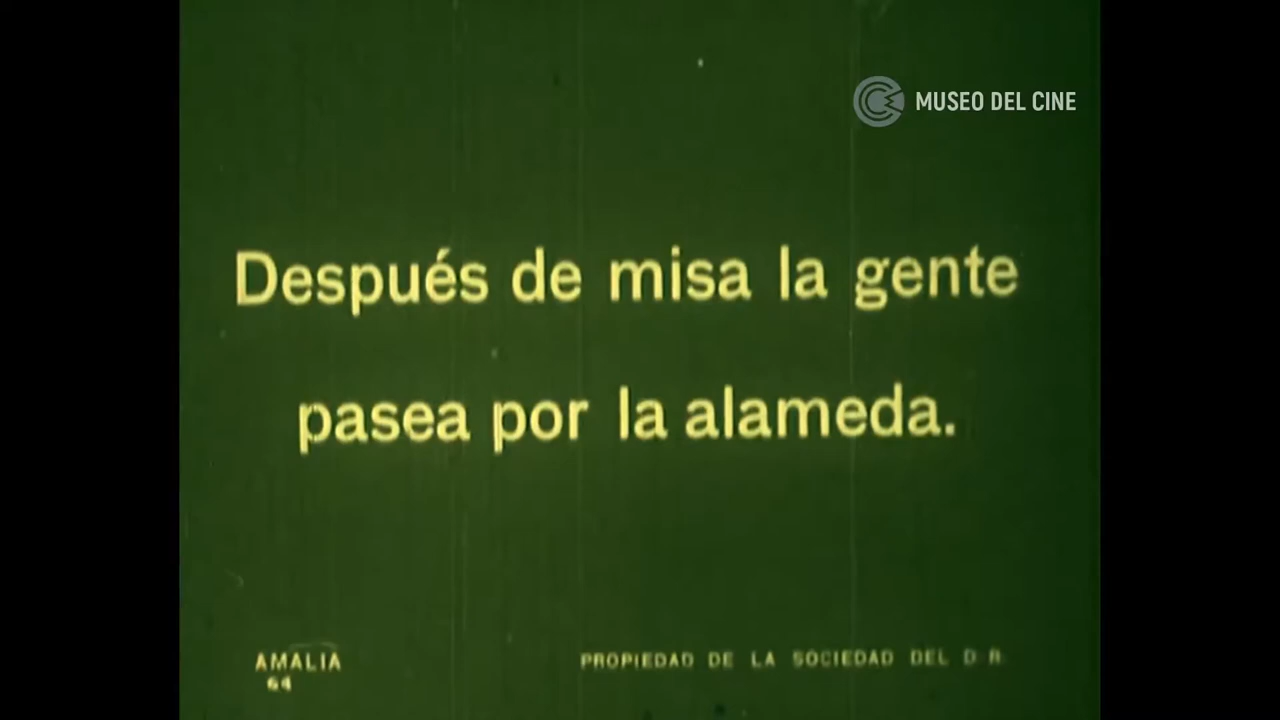 MUSEO DEL CINE
Después de misa la gente
pasea por la alameda.
AMALIA
64
PROPIEDAD DE LA SOCIEDAD DEL D R